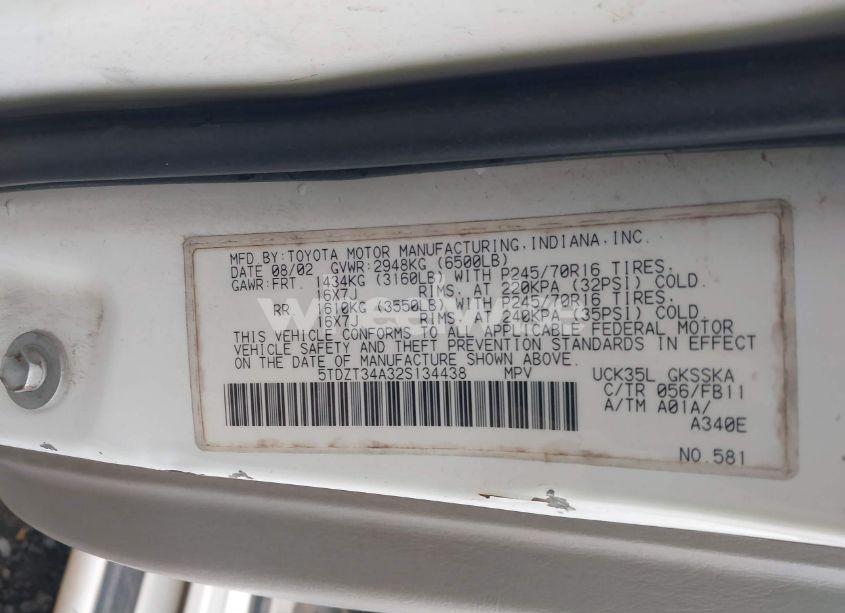 MFD.BY:TOYOTA MOTOR MANUFACTURING,INDIANA,INC.
DATE 08/02 GVWR:2948KG (6500LB)
GAWR:FRT. 1434KG (3160LB) WITH P245/70R16 TIRES,
16X7J RIMS, AT 220KPA (32PSI) COLD.
RR. 1610KG (3550LB) WITH P245/70R16 TIRES,
16X7J RIMS, AT 240KPA (35PSI) COLD.
THIS VEHICLE CONFORMS TO ALL APPLICABLE FEDERAL MOTOR
VEHICLE SAFETY AND THEFT PREVENTION STANDARDS IN EFFECT
ON THE DATE OF MANUFACTURE SHOWN ABOVE.
5TDZT34A32S134438 MPV UCK35L GKSSKA
C/TR 056/FB11
A/TM A01A/
A340E
NO.581